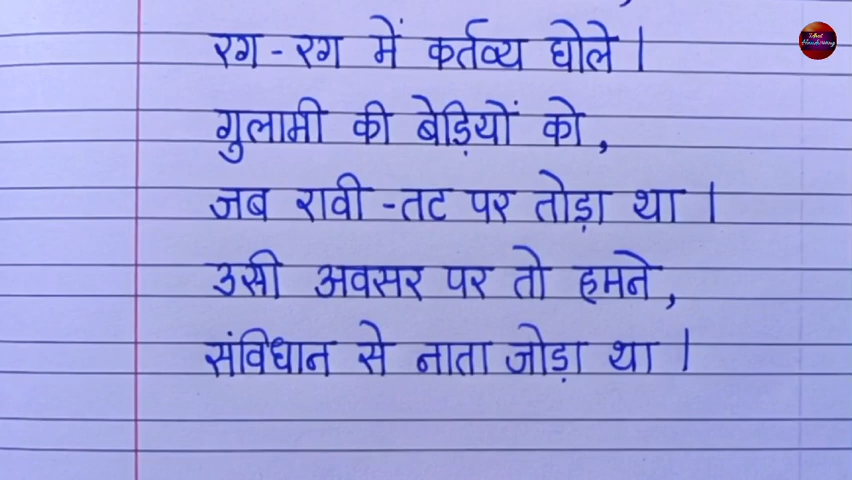 रग - रग में कर्तव्य घोले ।
गुलामी की बेड़ियों को ,
जब रावी - तट पर तोड़ा था ।
उसी अवसर पर तो हमने ,
संविधान से नाता जोड़ा था ।